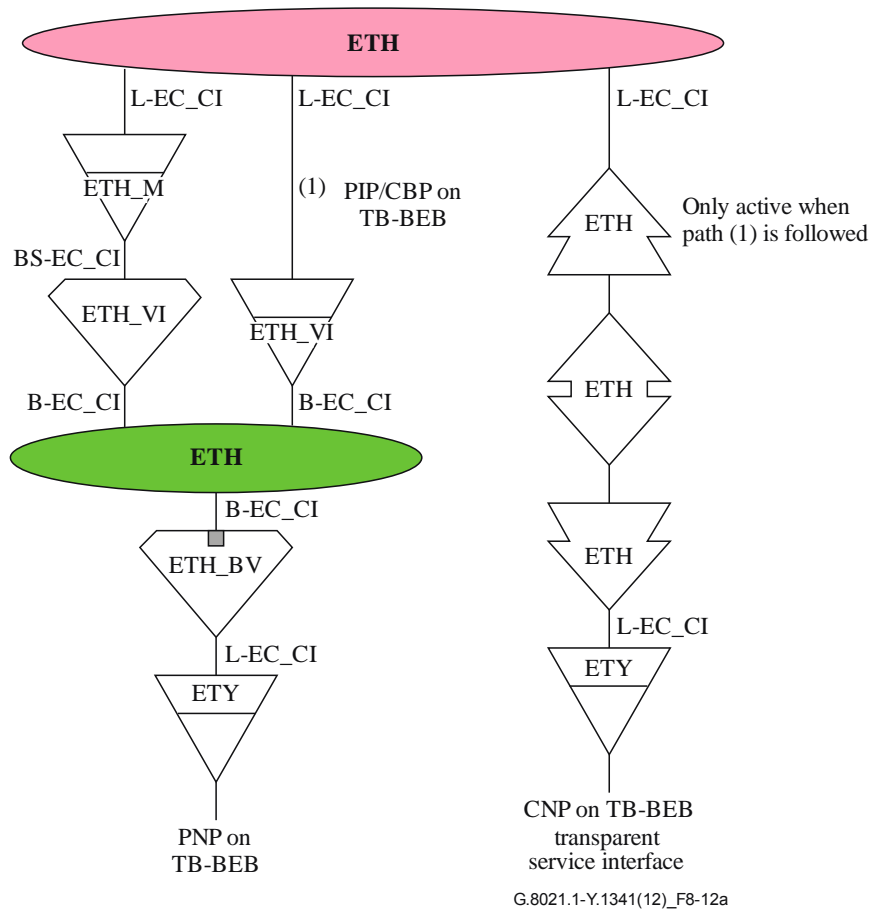 ETH
L-EC_CI
L-EC_CI
L-EC_CI
ETH_M
(1)
PIP/CBP on
TB-BEB
ETH
Only active when
path (1) is followed
BS-EC_CI
ETH_VI
ETH_VI
ETH
B-EC_CI
B-EC_CI
ETH
B-EC_CI
ETH_BV
ETH
L-EC_CI
L-EC_CI
ETY
ETY
PNP on
TB-BEB
CNP on TB-BEB
transparent
service interface
G.8021.1-Y.1341(12)_F8-12a